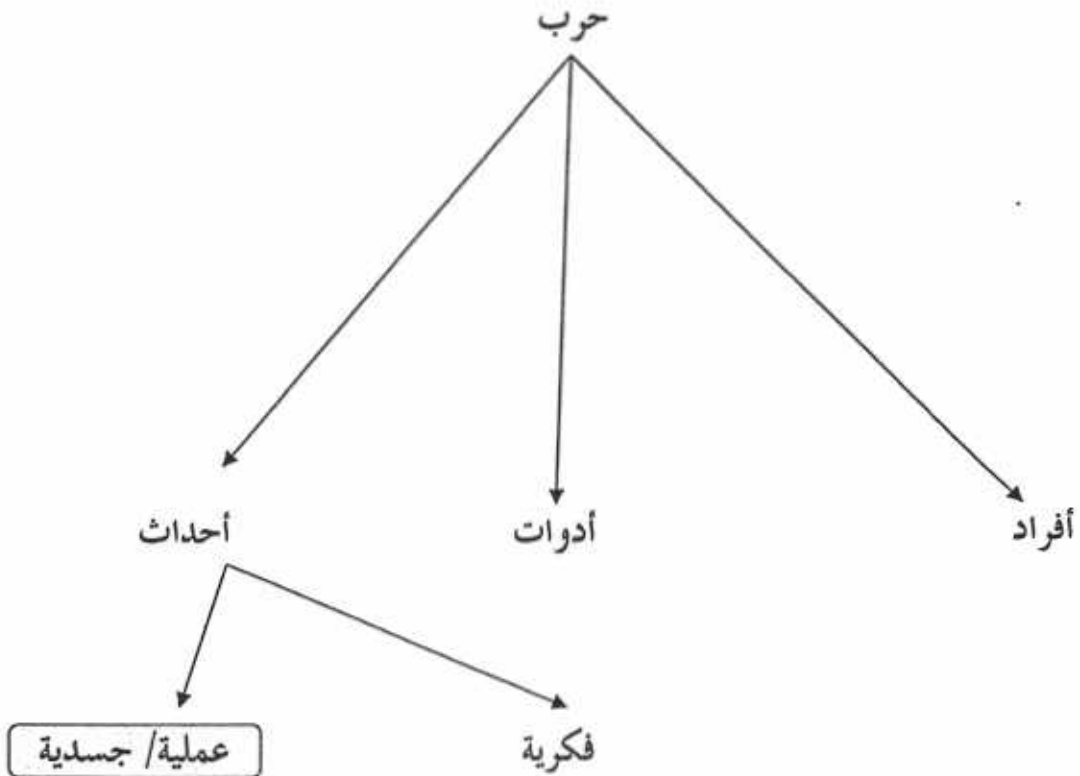 حرب
أفراد
أدوات
أحداث
فكرية
عملية/ جسدية